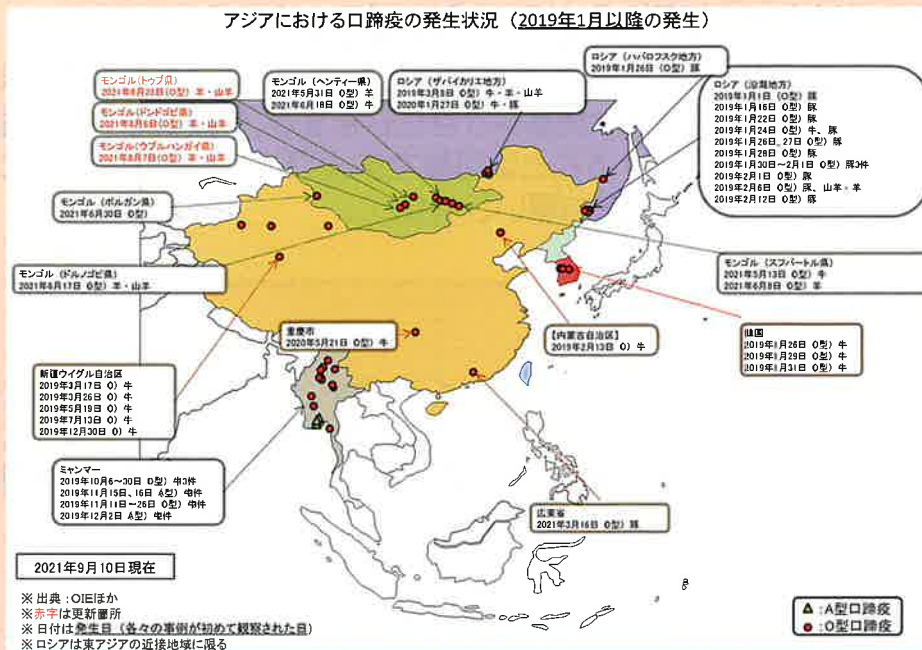 アジアにおける口蹄疫の発生状況（2019年1月以降の発生）
モンゴル（トゥブ県）
2021年8月23日（O型）羊・山羊
モンゴル（ドンドゴビ県）
2021年8月6日（O型）羊・山羊
モンゴル（ウブルハンガイ県）
2021年8月7日（O型）羊・山羊
モンゴル（ヘンティー県）
2021年5月31日 O型）羊
2021年6月18日 O型）牛
ロシア（ザバイカリエ地方）
2019年3月5日（O型）牛・羊・山羊
2020年1月27日 O型）牛・豚
ロシア（ハバロフスク地方）
2019年1月26日（O型）豚
ロシア（沿海地方）
2019年1月1日（O型）豚
2019年1月16日 O型）豚
2019年1月22日 O型）豚
2019年1月24日 O型）牛、豚
2019年1月26日、27日 O型）豚
2019年1月28日 O型）豚
2019年1月30日～2月1日 O型）豚3件
2019年2月1日 O型）豚
2019年2月6日 O型）豚、山羊・羊
2019年2月12日 O型）豚
モンゴル（ボルガン県）
2021年6月30日 O型）
モンゴル（ドルノゴビ県）
2021年6月17日 O型）羊・山羊
モンゴル（スフバートル県）
2021年5月13日 O型）牛
2021年6月8日 O型）羊
重慶市
2020年5月21日 O型）牛
【内蒙古自治区】
2019年2月13日 O）牛
韓国
2019年1月26日 O型）牛
2019年1月29日 O型）牛
2019年1月31日 O型）牛
新疆ウイグル自治区
2019年3月17日 O）牛
2019年3月26日 O）牛
2019年5月19日 O）牛
2019年7月13日 O）牛
2019年12月30日 O）牛
ミャンマー
2019年10月6～30日 O型）牛3件
2019年11月15日、16日 A型）
2019年11月11日～26日 O型）
2019年12月2日 A型）
広東省
2021年3月16日 O型）豚
2021年9月10日現在
※出典：OIEほか
※赤字は更新箇所
※日付は発生日（各々の事例が初めて観察された日）
※ロシアは東アジアの近接地域に限る
：A型口蹄疫
：O型口蹄疫